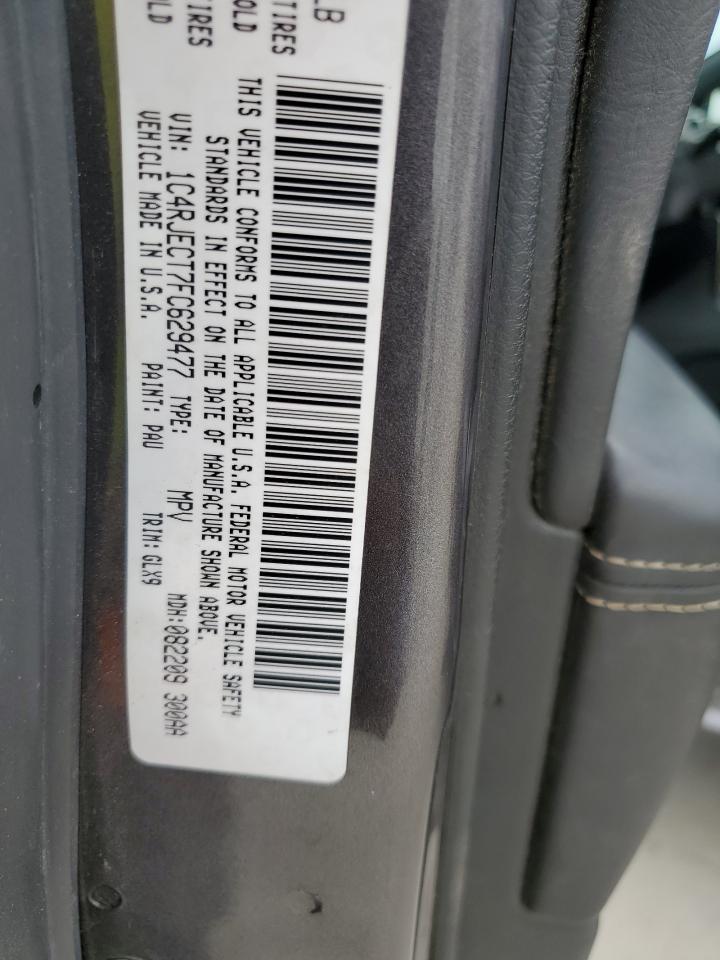 LB
TIRES
OLD
TIRES
OLD
THIS VEHICLE CONFORMS TO ALL APPLICABLE U.S.A. FEDERAL MOTOR VEHICLE SAFETY
STANDARDS IN EFFECT ON THE DATE OF MANUFACTURE SHOWN ABOVE.
VIN: 1C4RJECT7FC629477 TYPE: MPV MDH:082209 300AA
VEHICLE MADE IN U.S.A. PAINT: PAU TRIM: GLX9